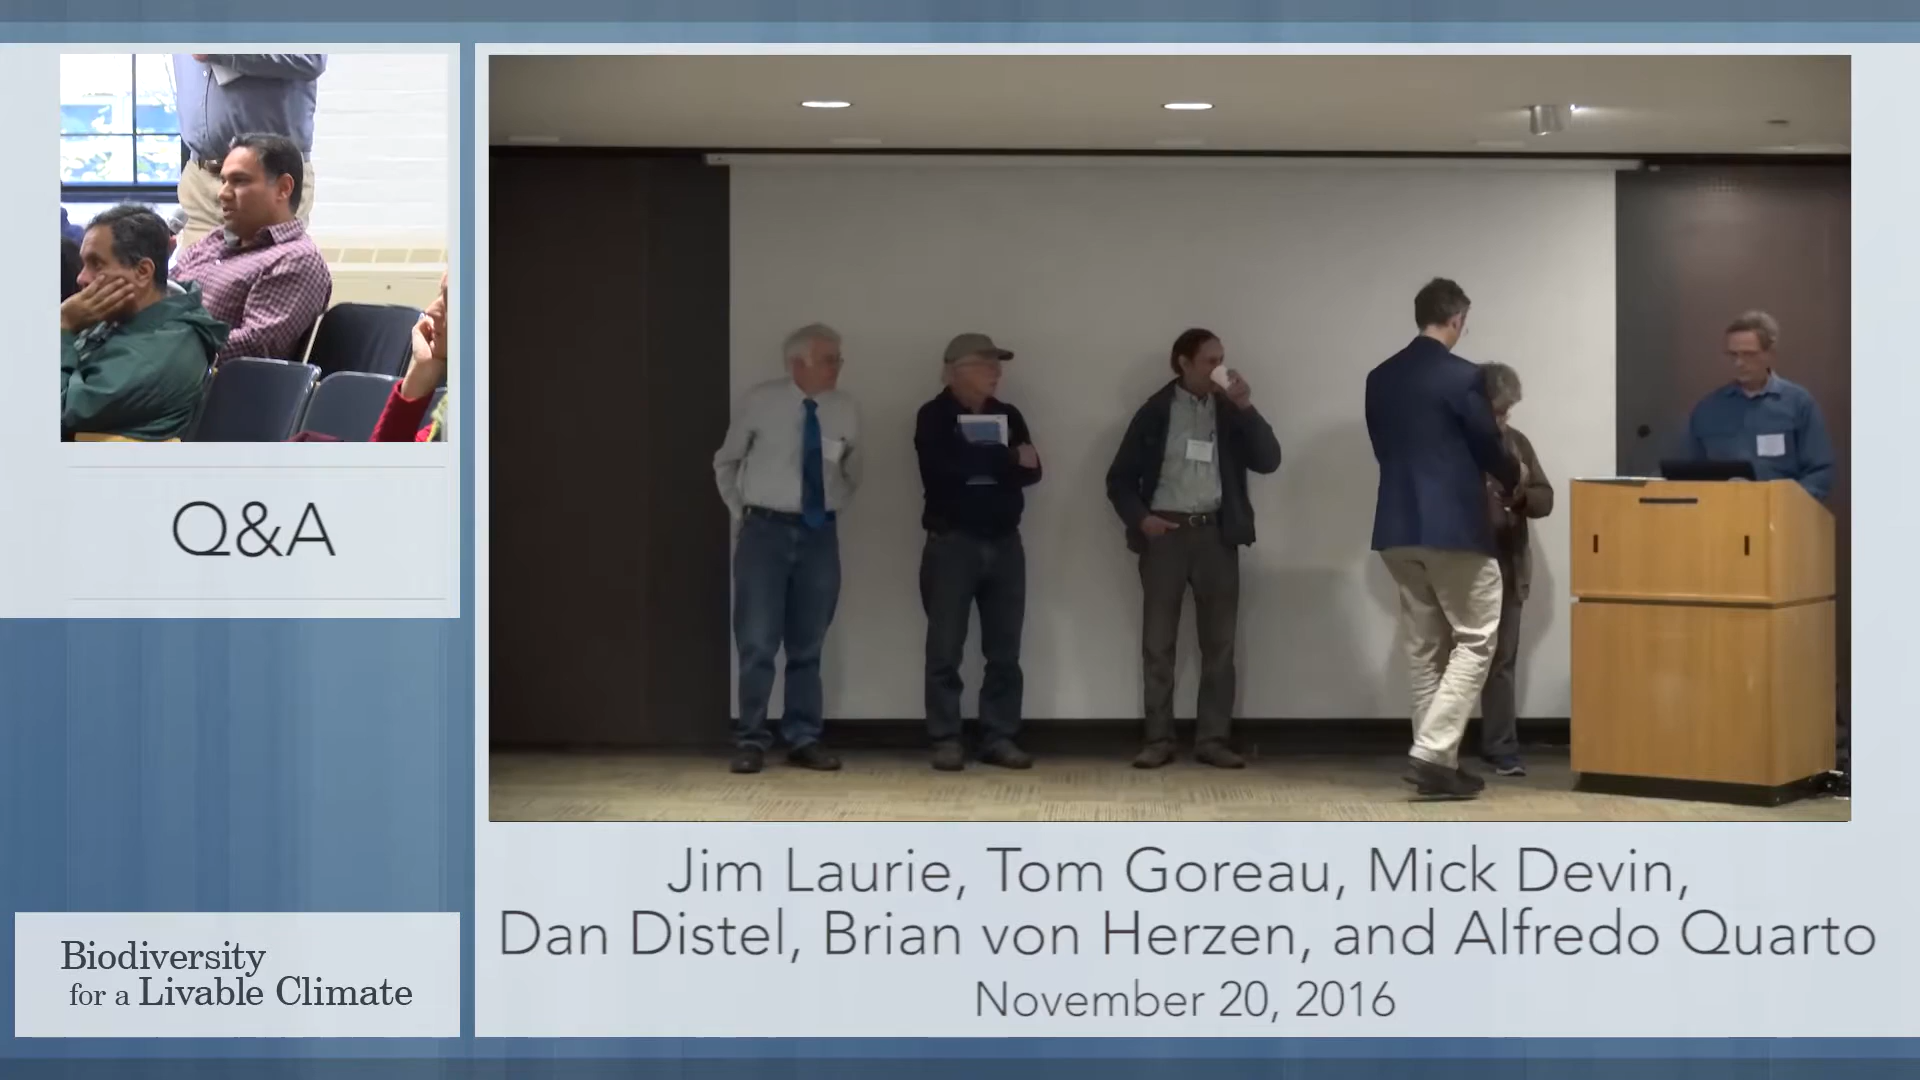 Q&A
Jim Laurie, Tom Goreau, Mick Devin,
Dan Distel, Brian von Herzen, and Alfredo Quarto
November 20, 2016
Biodiversity
for a Livable Climate